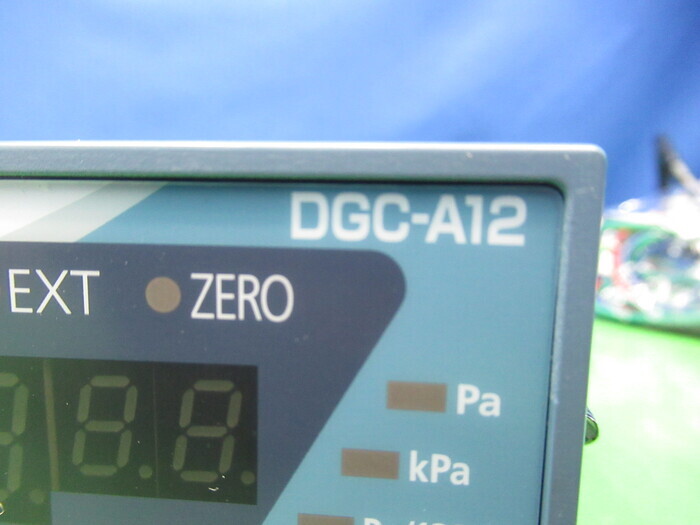 DGC-A12
EXT ZERO
Pa
kPa